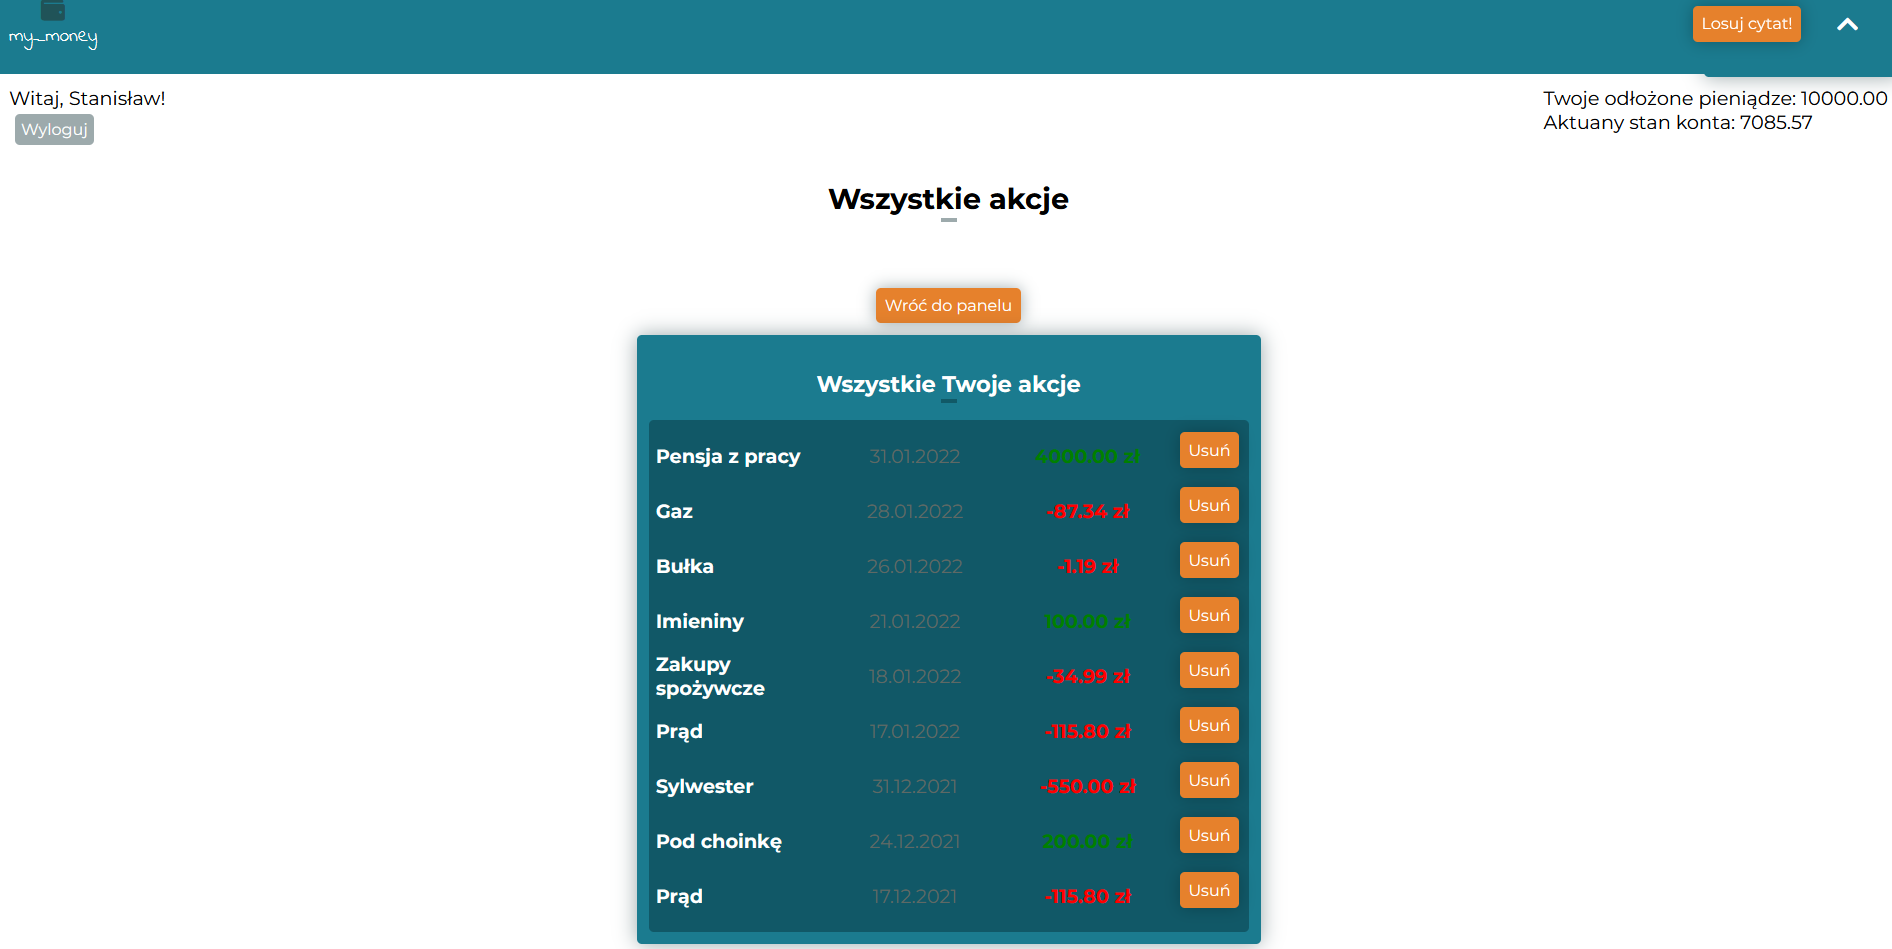 my_money
Losuj cytat!
Witaj, Stanisław!
Wyloguj
Twoje odłożone pieniądze: 10000.00
Aktuany stan konta: 7085.57
Wszystkie akcje
Wróć do panelu
Wszystkie Twoje akcje
Pensja z pracy 31.01.2022 4000.00 zł Usuń
Gaz 28.01.2022 -87.34 zł Usuń
Bułka 26.01.2022 -1.19 zł Usuń
Imieniny 21.01.2022 100.00 zł Usuń
Zakupy
spożywcze 18.01.2022 -34.99 zł Usuń
Prąd 17.01.2022 -115.80 zł Usuń
Sylwester 31.12.2021 -550.00 zł Usuń
Pod choinkę 24.12.2021 200.00 zł Usuń
Prąd 17.12.2021 -115.80 zł Usuń